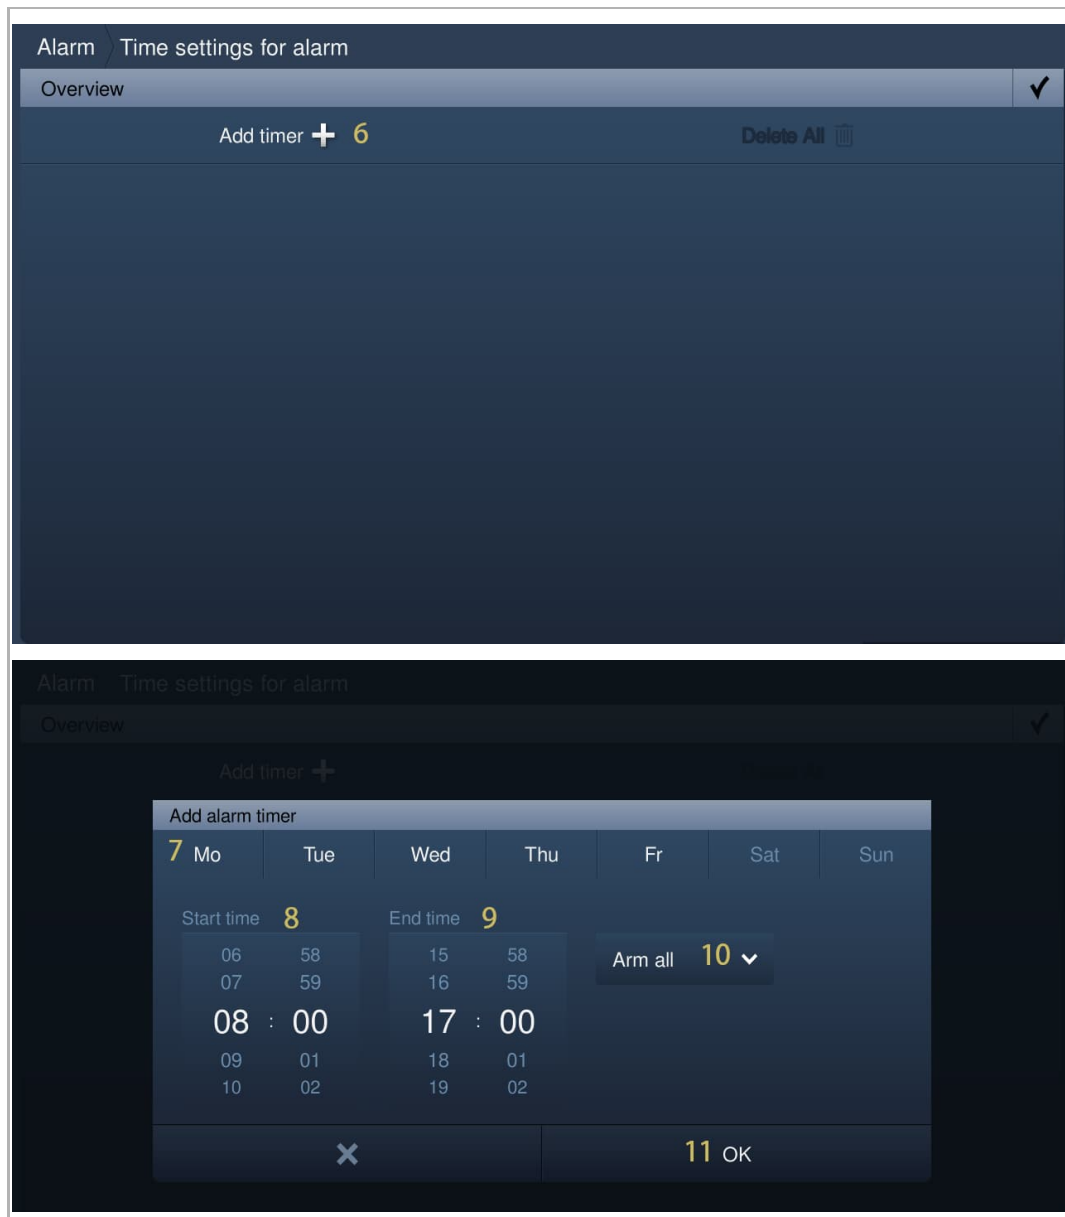 Alarm Time settings for alarm
Overview
Add timer 6 Delete All
Alarm Time settings for alarm
Overview
Add timer
Add alarm timer
7 Mo Tue Wed Thu Fr Sat Sun
Start time 8 End time 9
06 58 15 58
Arm all 10
07 59 16 59
08 : 00 17 : 00
09 01 18 01
10 02 19 02
11 OK